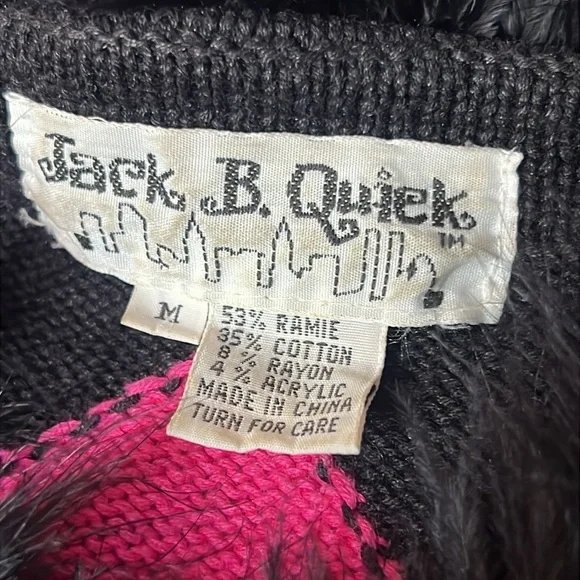 Jack B. Quick TM
M
53% RAMIE
35% COTTON
8% RAYON
4% ACRYLIC
MADE IN CHINA
TURN FOR CARE